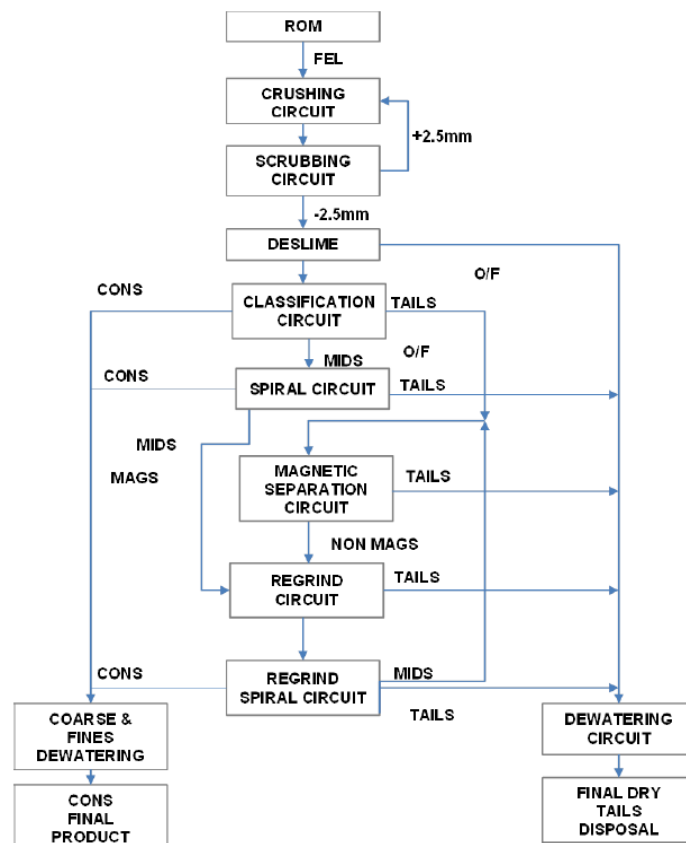 ROM
FEL
CRUSHING
CIRCUIT
+2.5mm
SCRUBBING
CIRCUIT
-2.5mm
DESLIME
O/F
CONS
CLASSIFICATION
CIRCUIT
TAILS
MIDS
O/F
CONS
SPIRAL CIRCUIT
TAILS
MIDS
MAGS
MAGNETIC
SEPARATION
CIRCUIT
TAILS
NON MAGS
REGRIND
CIRCUIT
TAILS
CONS
REGRIND
SPIRAL CIRCUIT
MIDS
TAILS
COARSE &
FINES
DEWATERING
DEWATERING
CIRCUIT
CONS
FINAL
PRODUCT
FINAL DRY
TAILS
DISPOSAL